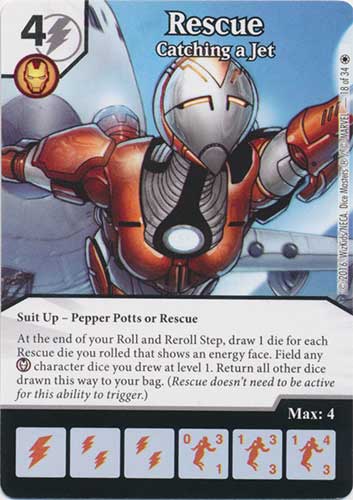 4
Rescue
Catching a Jet
18 of 34
© 2016 WizKids/NECA. Dice Masters © MARVEL
Suit Up – Pepper Potts or Rescue
At the end of your Roll and Reroll Step, draw 1 die for each
Rescue die you rolled that shows an energy face. Field any
character dice you drew at level 1. Return all other dice
drawn this way to your bag. (Rescue doesn't need to be active
for this ability to trigger.)
Max: 4
0 3 1
1 3 3
1 4 3